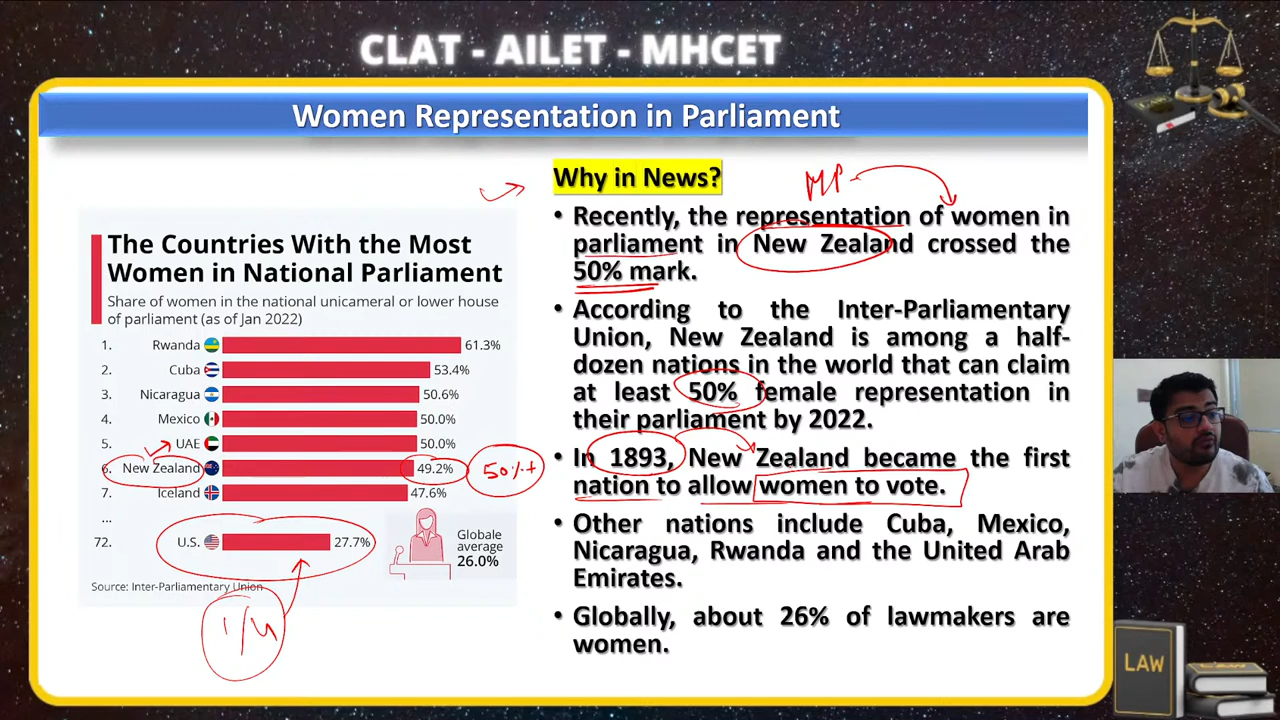 CLAT - AILET - MHCET
Women Representation in Parliament
The Countries With the Most
Women in National Parliament
Share of women in the national unicameral or lower house
of parliament (as of Jan 2022)
1. Rwanda 61.3%
2. Cuba 53.4%
3. Nicaragua 50.6%
4. Mexico 50.0%
5. UAE 50.0%
6. New Zealand 49.2% 50%+
7. Iceland 47.6%
...
72. U.S. 27.7%
Globale
average
26.0%
Source: Inter-Parliamentary Union
1/4
Why in News?
MP
• Recently, the representation of women in
parliament in New Zealand crossed the
50% mark.
• According to the Inter-Parliamentary
Union, New Zealand is among a half-
dozen nations in the world that can claim
at least 50% female representation in
their parliament by 2022.
• In 1893, New Zealand became the first
nation to allow women to vote.
• Other nations include Cuba, Mexico,
Nicaragua, Rwanda and the United Arab
Emirates.
• Globally, about 26% of lawmakers are
women.
LAW